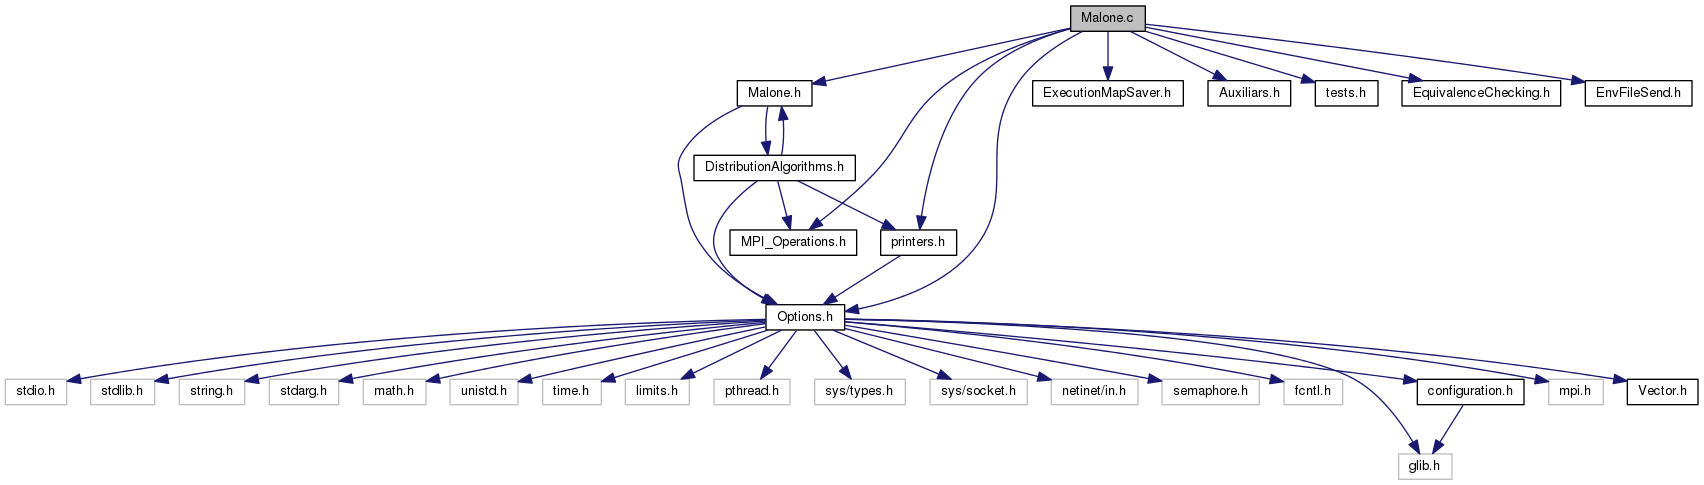 Malone.c
Malone.h
ExecutionMapSaver.h
Auxiliars.h
tests.h
EquivalenceChecking.h
EnvFileSend.h
DistributionAlgorithms.h
MPI_Operations.h
printers.h
Options.h
stdio.h
stdlib.h
string.h
stdarg.h
math.h
unistd.h
time.h
limits.h
pthread.h
sys/types.h
sys/socket.h
netinet/in.h
semaphore.h
fcntl.h
configuration.h
mpi.h
Vector.h
glib.h